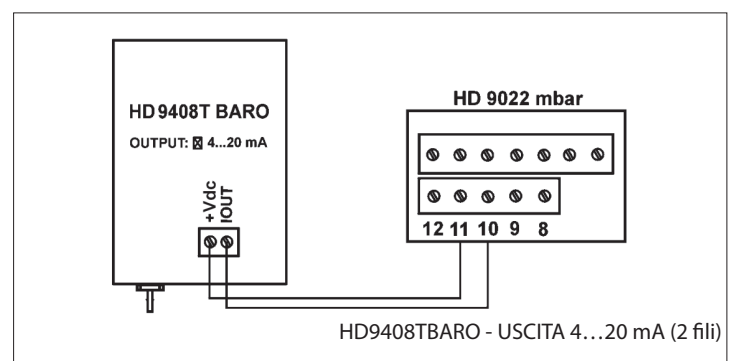 HD9408T BARO
OUTPUT: ☒ 4...20 mA
+Vdc
IOUT
HD 9022 mbar
12 11 10 9 8
HD9408TBARO - USCITA 4…20 mA (2 fili)